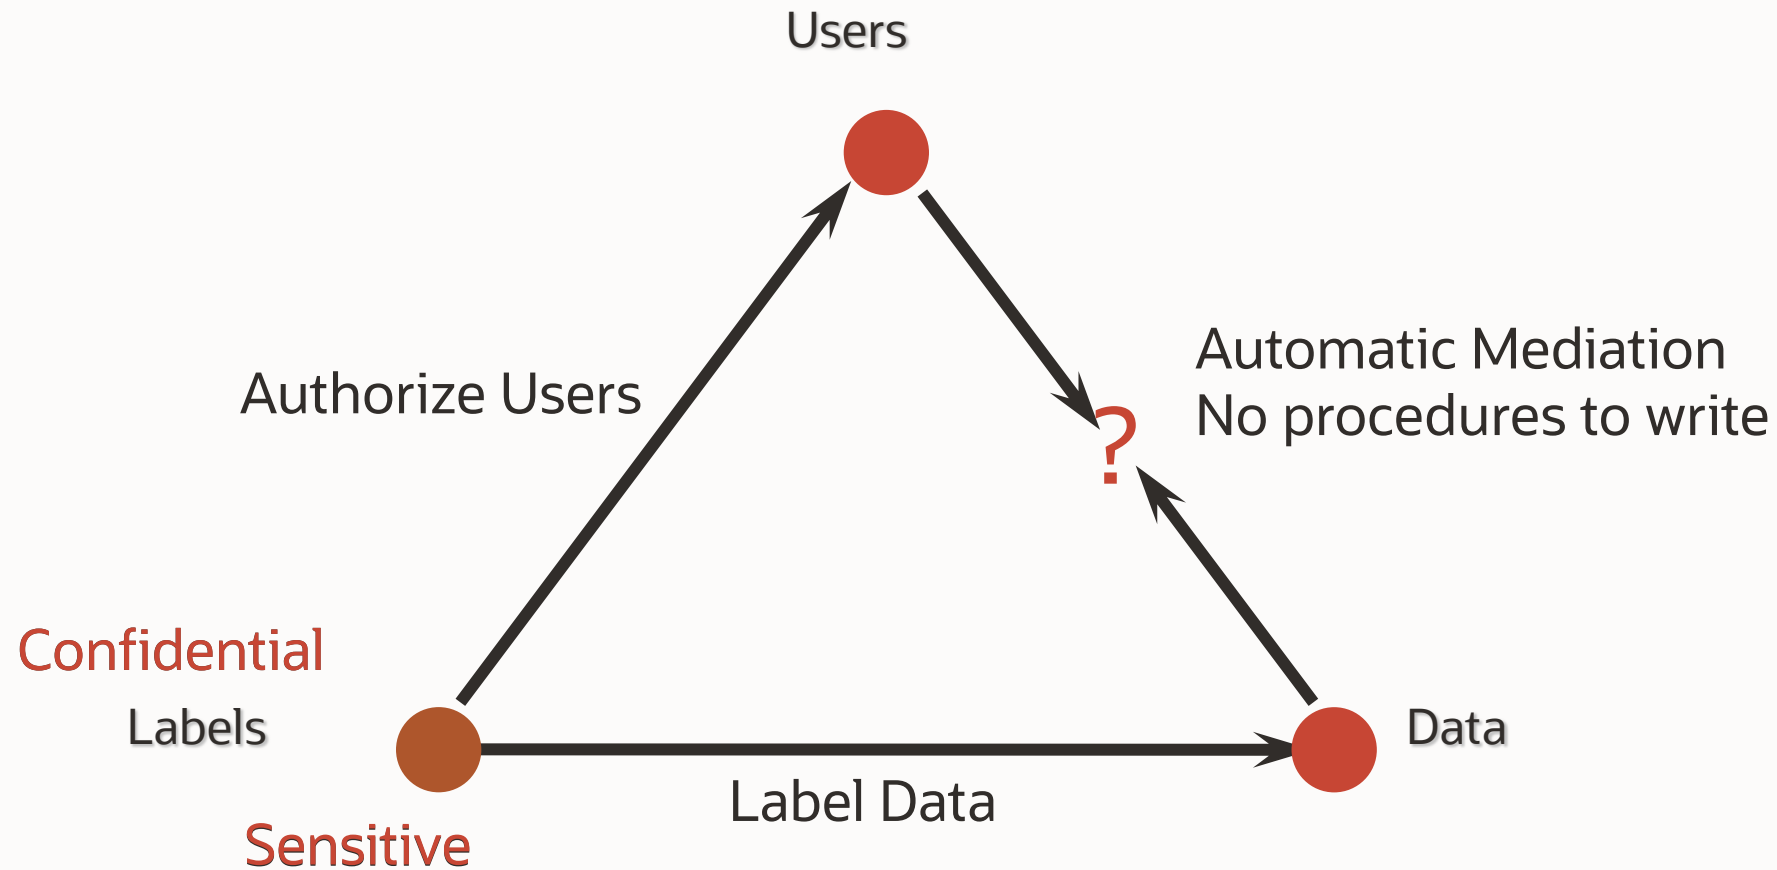 Users
Authorize Users
Automatic Mediation
No procedures to write
?
Confidential
Labels
Data
Label Data
Sensitive